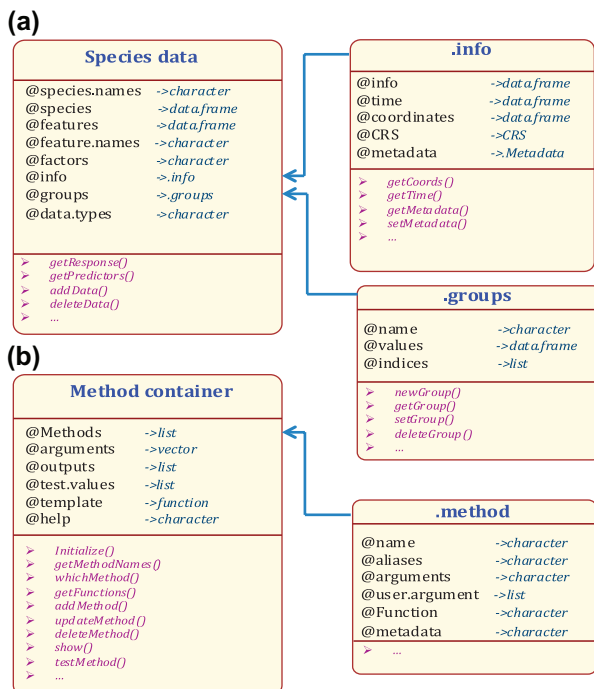 (a)
Species data
@species.names ->character
@species ->data.frame
@features ->data.frame
@feature.names ->character
@factors ->character
@info ->.info
@groups ->.groups
@data.types ->character
➢ getResponse()
➢ getPredictors()
➢ addData()
➢ deleteData()
➢ ...
.info
@info ->data.frame
@time ->data.frame
@coordinates ->data.frame
@CRS ->CRS
@metadata ->.Metadata
➢ getCoords()
➢ getTime()
➢ getMetadata()
➢ setMetadata()
➢ ...
.groups
@name ->character
@values ->data.frame
@indices ->list
➢ newGroup()
➢ getGroup()
➢ setGroup()
➢ deleteGroup()
➢ ...
(b)
Method container
@Methods ->list
@arguments ->vector
@outputs ->list
@test.values ->list
@template ->function
@help ->character
➢ Initialize()
➢ getMethodNames()
➢ whichMethod()
➢ getFunctions()
➢ addMethod()
➢ updateMethod()
➢ deleteMethod()
➢ show()
➢ testMethod()
➢ ...
.method
@name ->character
@aliases ->character
@arguments ->character
@user.argument ->list
@Function ->character
@metadata ->character
➢ ...